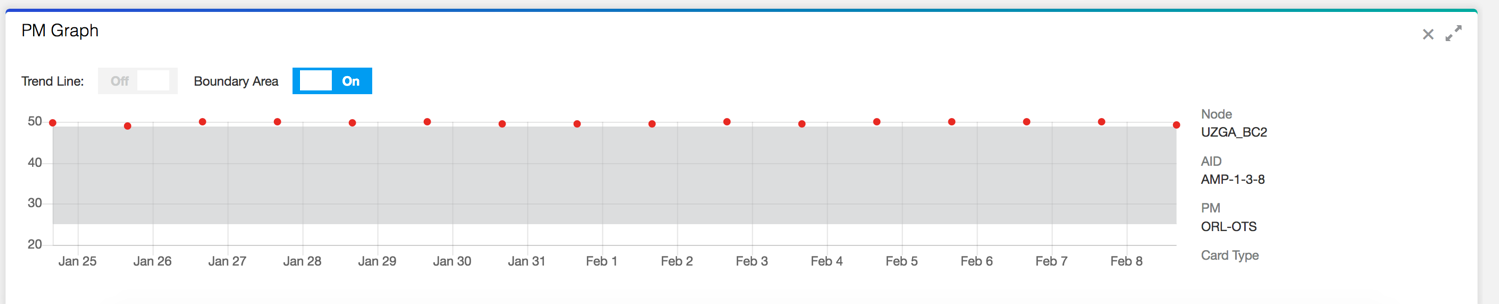 PM Graph
Trend Line: Off Boundary Area On
50
40
30
20
Jan 25 Jan 26 Jan 27 Jan 28 Jan 29 Jan 30 Jan 31 Feb 1 Feb 2 Feb 3 Feb 4 Feb 5 Feb 6 Feb 7 Feb 8
Node
UZGA_BC2
AID
AMP-1-3-8
PM
ORL-OTS
Card Type